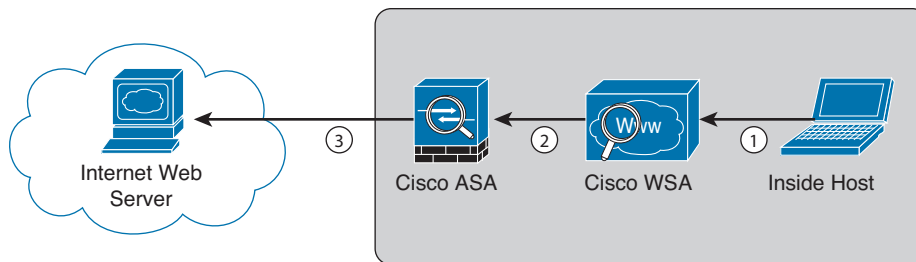 3
2
Www
1
Internet Web
Server
Cisco ASA
Cisco WSA
Inside Host